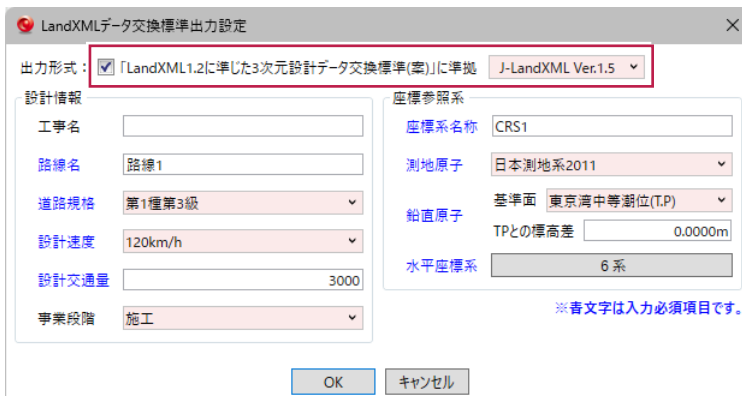 LandXMLデータ交換標準出力設定
出力形式： 「LandXML1.2に準じた3次元設計データ交換標準(案)」に準拠 J-LandXML Ver.1.5
設計情報
工事名
路線名 路線1
道路規格 第1種第3級
設計速度 120km/h
設計交通量 3000
事業段階 施工
座標参照系
座標系名称 CRS1
測地原子 日本測地系2011
鉛直原子
基準面 東京湾中等潮位(T.P)
TPとの標高差 0.0000m
水平座標系 6 系
※青文字は入力必須項目です。
OK キャンセル